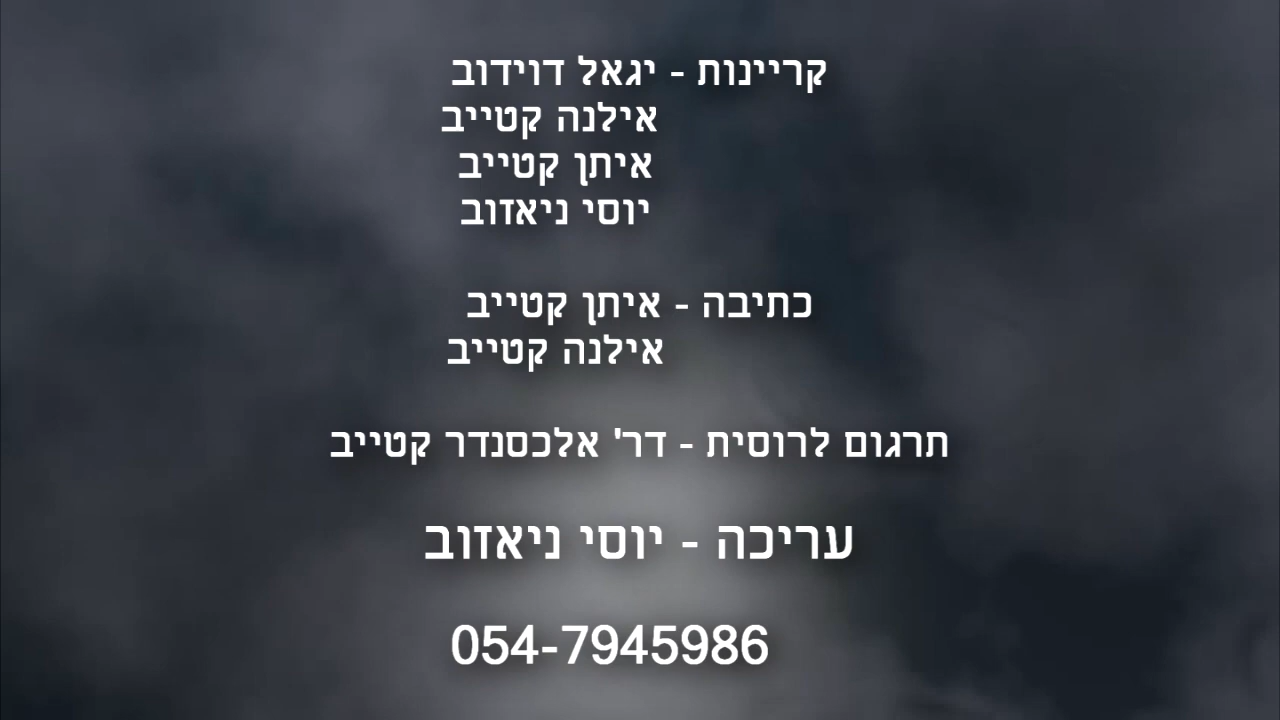 קריינות - יגאל דוידוב
אילנה קטייב
איתן קטייב
יוסי ניאזוב
כתיבה - איתן קטייב
אילנה קטייב
תרגום לרוסית - דר' אלכסנדר קטייב
עריכה - יוסי ניאזוב
054-7945986